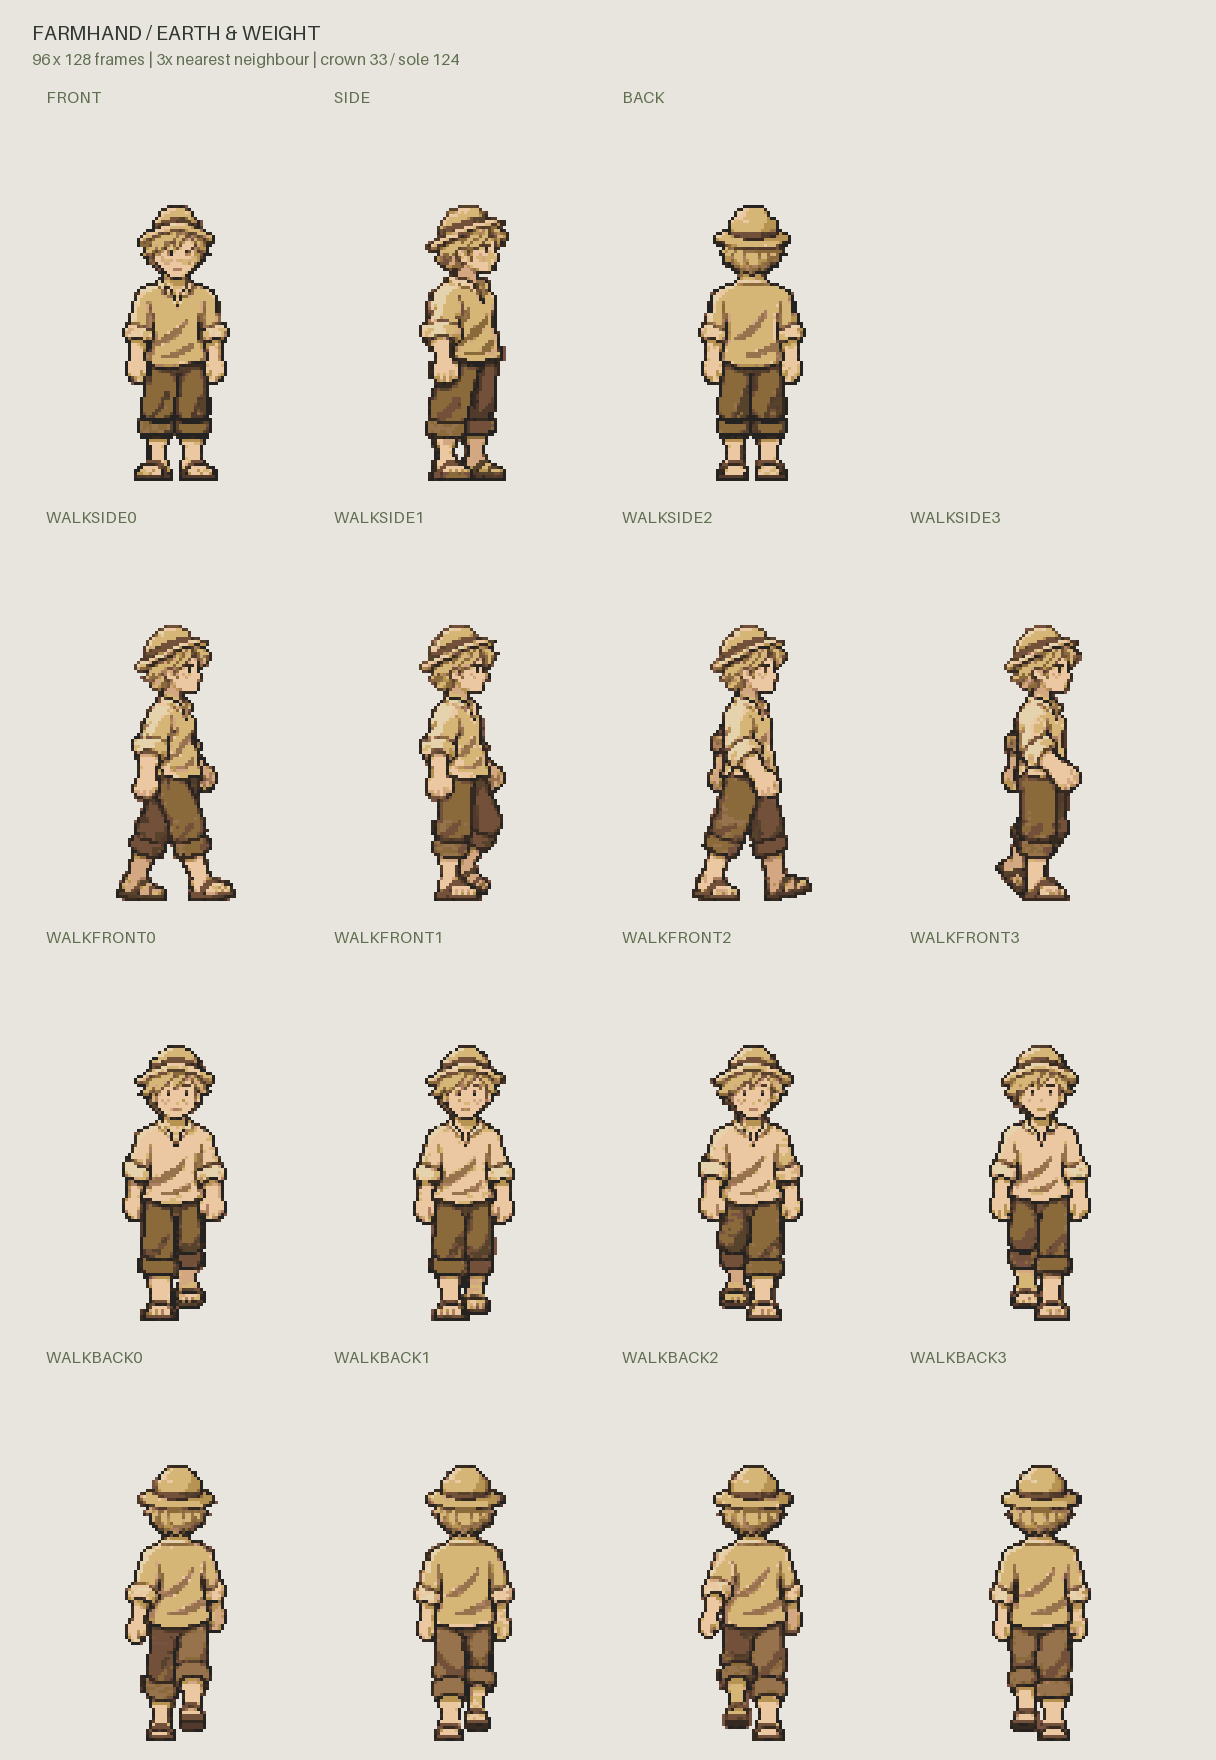 FARMHAND / EARTH & WEIGHT
96 x 128 frames | 3x nearest neighbour | crown 33 / sole 124
FRONT SIDE BACK
WALKSIDE0 WALKSIDE1 WALKSIDE2 WALKSIDE3
WALKFRONT0 WALKFRONT1 WALKFRONT2 WALKFRONT3
WALKBACK0 WALKBACK1 WALKBACK2 WALKBACK3